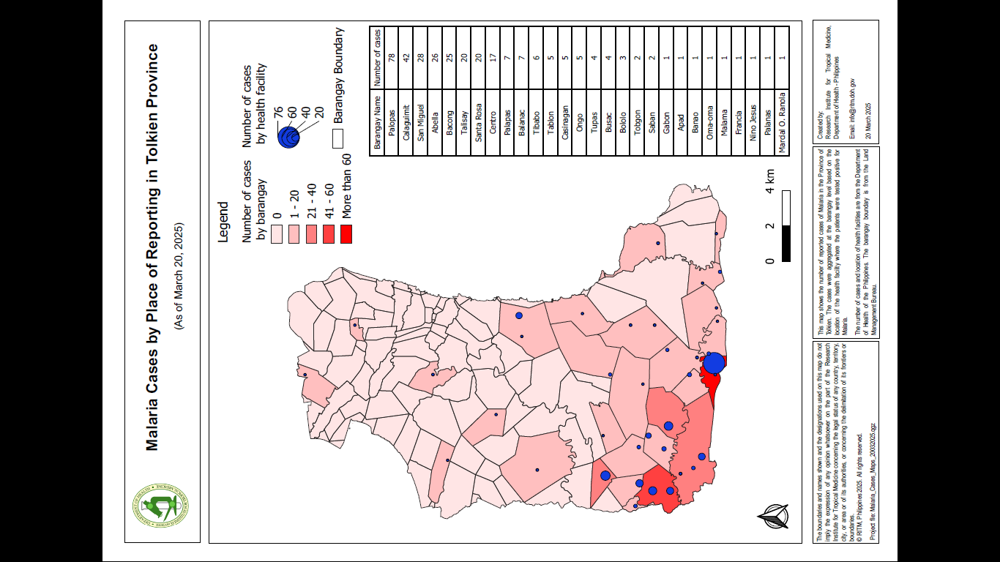 Malaria Cases by Place of Reporting in Tolkien Province
(As of March 20, 2025)
Legend
Number of cases
by barangay
0
1 - 20
21 - 40
41 - 60
More than 60
Number of cases
by health facility
76
60
40
20
Barangay Boundary
Barangay Name Number of cases
Palopas 78
Calaguimit 42
San Miguel 28
Abella 26
Bacong 25
Talisay 20
Santa Rosa 20
Centro 17
Palapas 7
Balanac 7
Tibabo 6
Tablon 5
Casinagan 5
Ongo 5
Tupas 4
Busac 4
Bololo 3
Tobgon 2
Saban 2
Gabon 1
Apad 1
Banao 1
Oma-oma 1
Malama 1
Francia 1
Nino Jesus 1
Palanas 1
Marcial O. Ranola 1
0 2 4 km
The boundaries and names shown and the designations used on this map do not
imply the expression of any opinion whatsoever on the part of the Research
Institute for Tropical Medicine concerning the legal status of any country, territory,
city, or area or of its authorities, or concerning the delimitation of its frontiers or
boundaries.
© RITM, Philippines 2025. All rights reserved.
Project file: Malaria_Cases_Maps_20032025.qgz
This map shows the number of reported cases of Malaria in the Province of
Tolkien. The cases were aggregated at the barangay level based on the
location of the health facility where the patients were tested positive for
Malaria.
The number of cases and location of health facilities are from the Department
of Health of the Philippines. The barangay boundary is from the Land
Management Bureau.
Created by:
Research Institute for Tropical Medicine,
Department of Health - Philippines
Email: info@ritm.doh.gov
20 March 2025